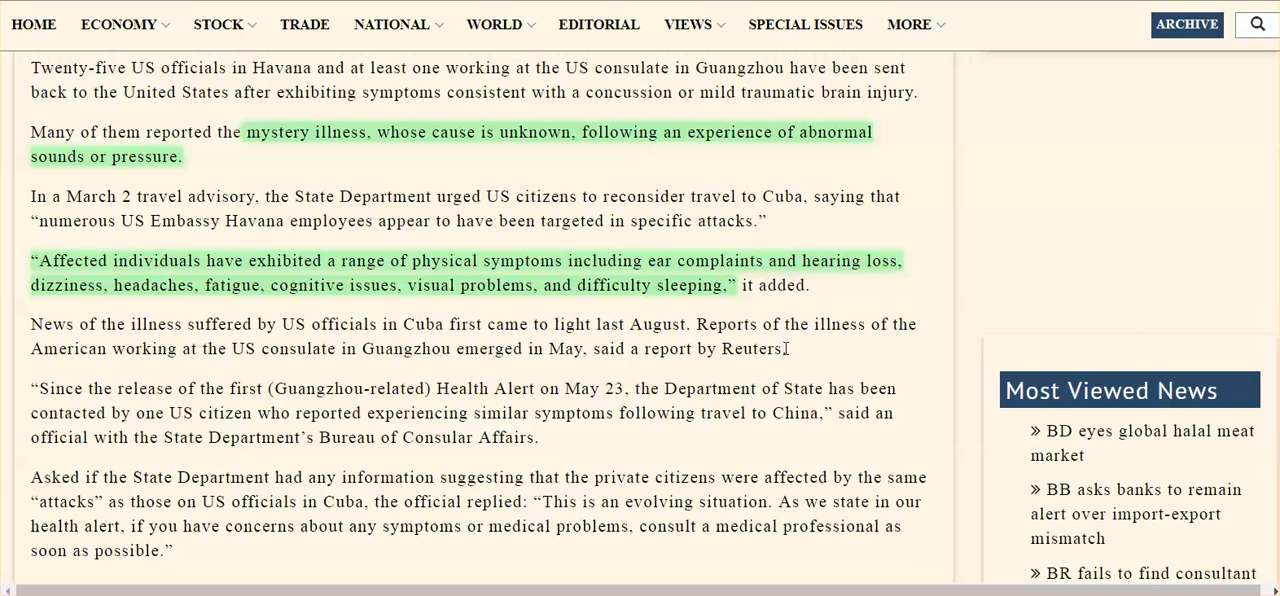 HOME ECONOMY STOCK TRADE NATIONAL WORLD EDITORIAL VIEWS SPECIAL ISSUES MORE ARCHIVE
Twenty-five US officials in Havana and at least one working at the US consulate in Guangzhou have been sent
back to the United States after exhibiting symptoms consistent with a concussion or mild traumatic brain injury.
Many of them reported the mystery illness, whose cause is unknown, following an experience of abnormal
sounds or pressure.
In a March 2 travel advisory, the State Department urged US citizens to reconsider travel to Cuba, saying that
“numerous US Embassy Havana employees appear to have been targeted in specific attacks.”
“Affected individuals have exhibited a range of physical symptoms including ear complaints and hearing loss,
dizziness, headaches, fatigue, cognitive issues, visual problems, and difficulty sleeping,” it added.
News of the illness suffered by US officials in Cuba first came to light last August. Reports of the illness of the
American working at the US consulate in Guangzhou emerged in May, said a report by Reuters.
“Since the release of the first (Guangzhou-related) Health Alert on May 23, the Department of State has been
contacted by one US citizen who reported experiencing similar symptoms following travel to China,” said an
official with the State Department’s Bureau of Consular Affairs.
Asked if the State Department had any information suggesting that the private citizens were affected by the same
“attacks” as those on US officials in Cuba, the official replied: “This is an evolving situation. As we state in our
health alert, if you have concerns about any symptoms or medical problems, consult a medical professional as
soon as possible.”
Most Viewed News
» BD eyes global halal meat
market
» BB asks banks to remain
alert over import-export
mismatch
» BR fails to find consultant